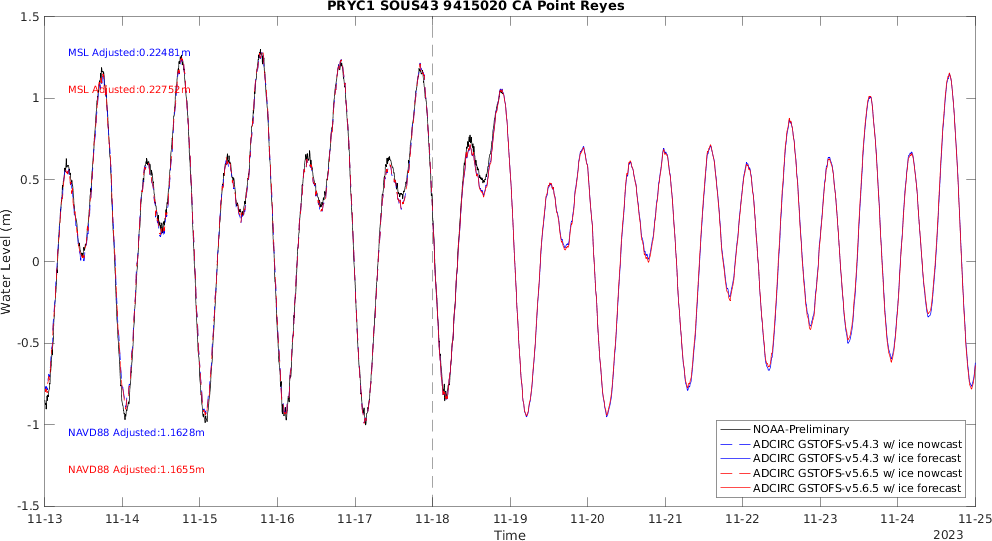 PRYC1 SOUS43 9415020 CA Point Reyes
1.5
1
0.5
0
-0.5
-1
-1.5
Water Level (m)
MSL Adjusted:0.22481m
MSL Adjusted:0.22752m
NAVD88 Adjusted:1.1628m
NAVD88 Adjusted:1.1655m
NOAA-Preliminary
ADCIRC GSTOFS-v5.4.3 w/ ice nowcast
ADCIRC GSTOFS-v5.4.3 w/ ice forecast
ADCIRC GSTOFS-v5.6.5 w/ ice nowcast
ADCIRC GSTOFS-v5.6.5 w/ ice forecast
11-13 11-14 11-15 11-16 11-17 11-18 11-19 11-20 11-21 11-22 11-23 11-24 11-25
Time
2023